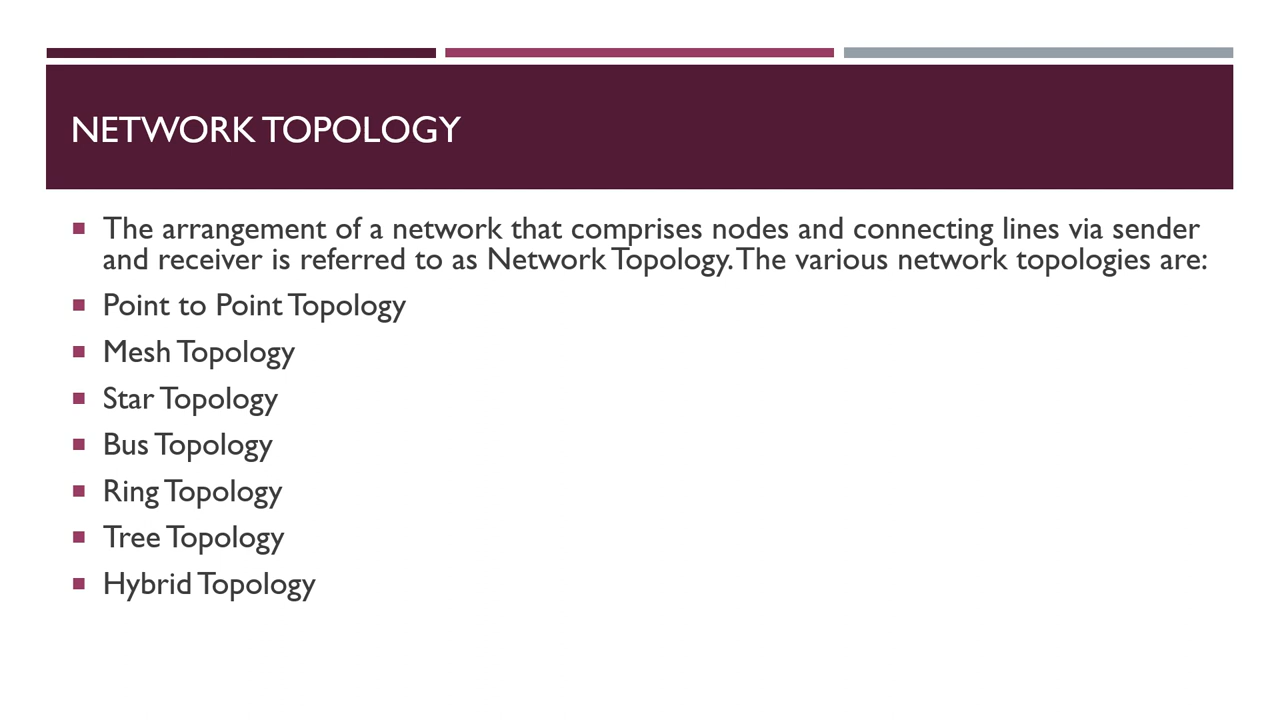 NETWORK TOPOLOGY
The arrangement of a network that comprises nodes and connecting lines via sender
and receiver is referred to as Network Topology. The various network topologies are:
Point to Point Topology
Mesh Topology
Star Topology
Bus Topology
Ring Topology
Tree Topology
Hybrid Topology